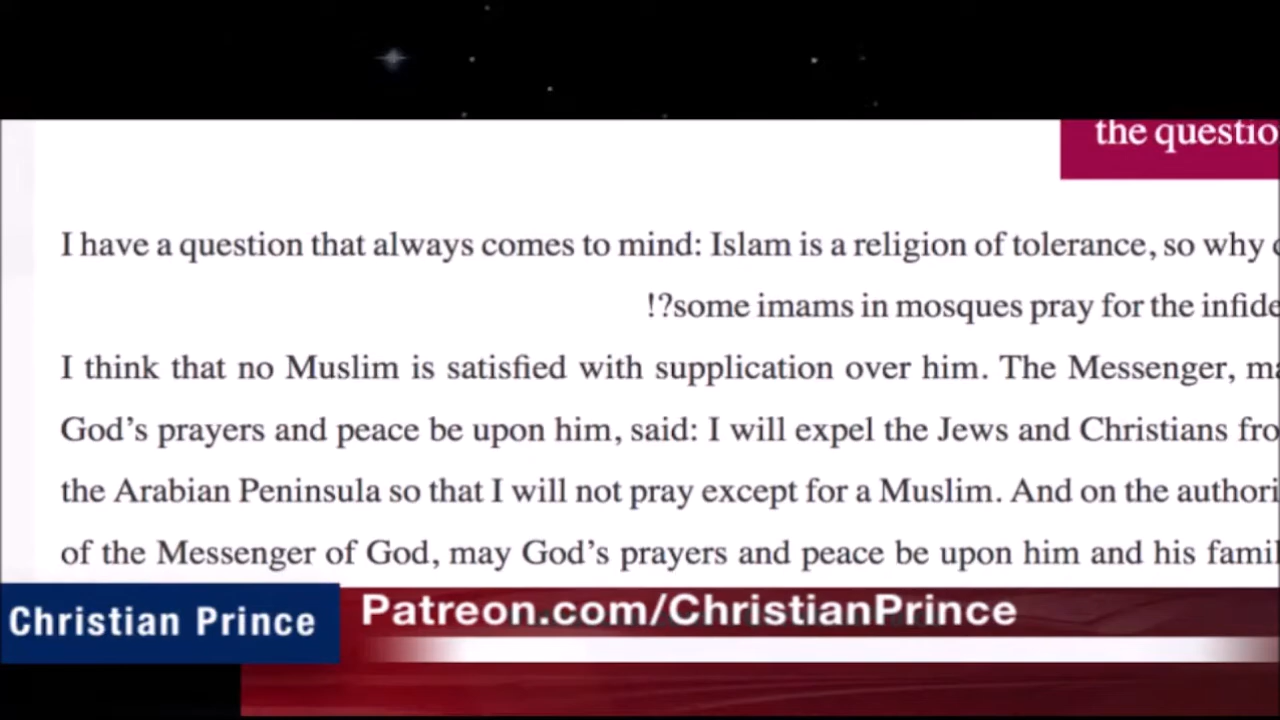 the questio
I have a question that always comes to mind: Islam is a religion of tolerance, so why
!?some imams in mosques pray for the infide
I think that no Muslim is satisfied with supplication over him. The Messenger, ma
God's prayers and peace be upon him, said: I will expel the Jews and Christians fro
the Arabian Peninsula so that I will not pray except for a Muslim. And on the authori
of the Messenger of God, may God's prayers and peace be upon him and his famil
Christian Prince
Patreon.com/ChristianPrince